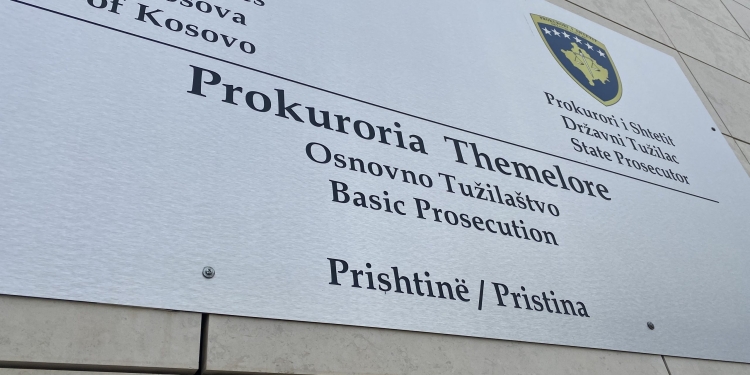 of Kosovo
Prokurori i Shtetit
Državni Tužilac
State Prosecutor
Prokuroria Themelore
Osnovno Tužilaštvo
Basic Prosecution
Prishtinë / Pristina